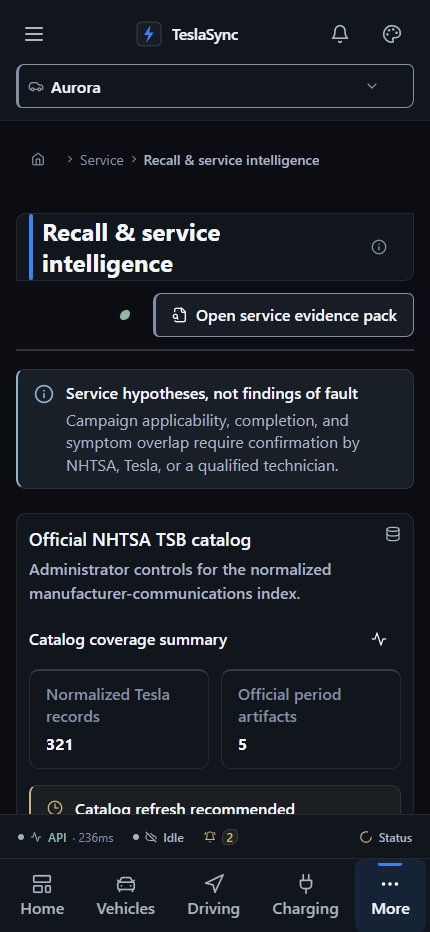 TeslaSync
Aurora
Service
Recall & service intelligence
Recall & service
intelligence
Open service evidence pack
Service hypotheses, not findings of fault
Campaign applicability, completion, and
symptom overlap require confirmation by
NHTSA, Tesla, or a qualified technician.
Official NHTSA TSB catalog
Administrator controls for the normalized
manufacturer-communications index.
Catalog coverage summary
Normalized Tesla
records
321
Official period
artifacts
5
Catalog refresh recommended
API · 236ms
Idle
2
Status
Home
Vehicles
Driving
Charging
More